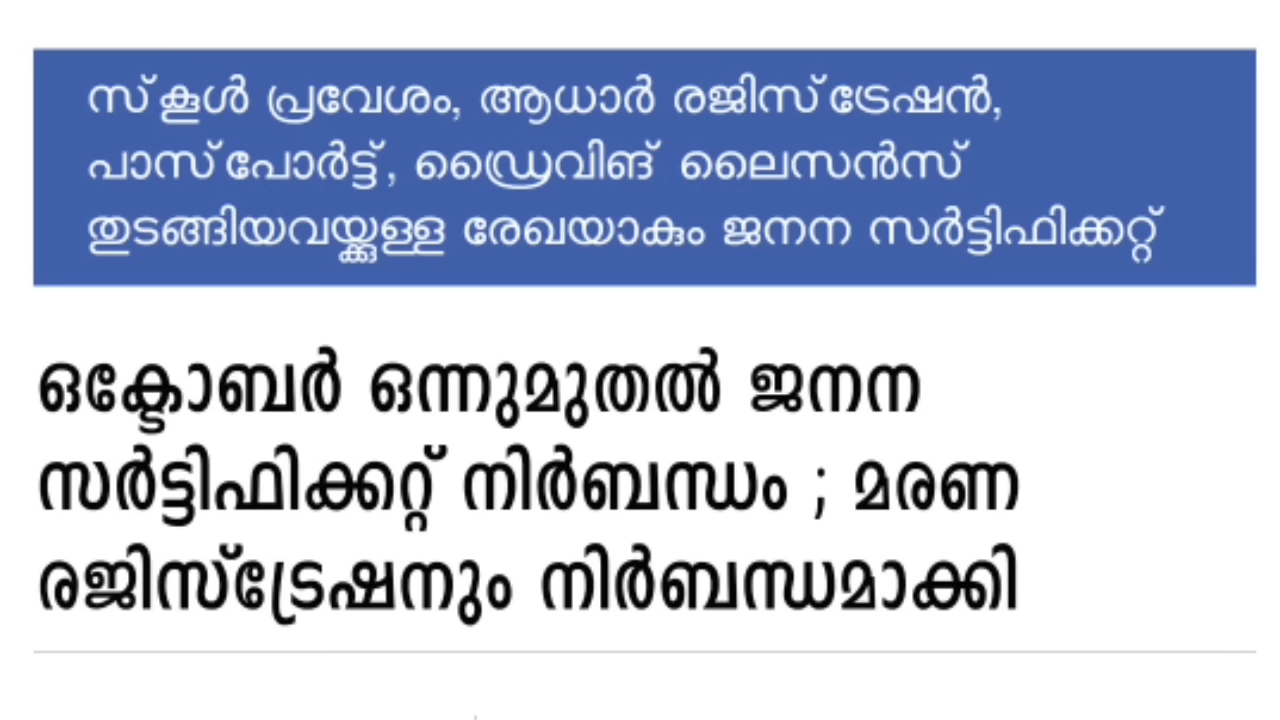 സ്കൂൾ പ്രവേശം, ആധാർ രജിസ്ട്രേഷൻ,
പാസ്പോർട്ട്, ഡ്രൈവിങ് ലൈസൻസ്
തുടങ്ങിയവയ്ക്കുള്ള രേഖയാകും ജനന സർട്ടിഫിക്കറ്റ്
ഒക്ടോബർ ഒന്നുമുതൽ ജനന
സർട്ടിഫിക്കറ്റ് നിർബന്ധം ; മരണ
രജിസ്ട്രേഷനും നിർബന്ധമാക്കി